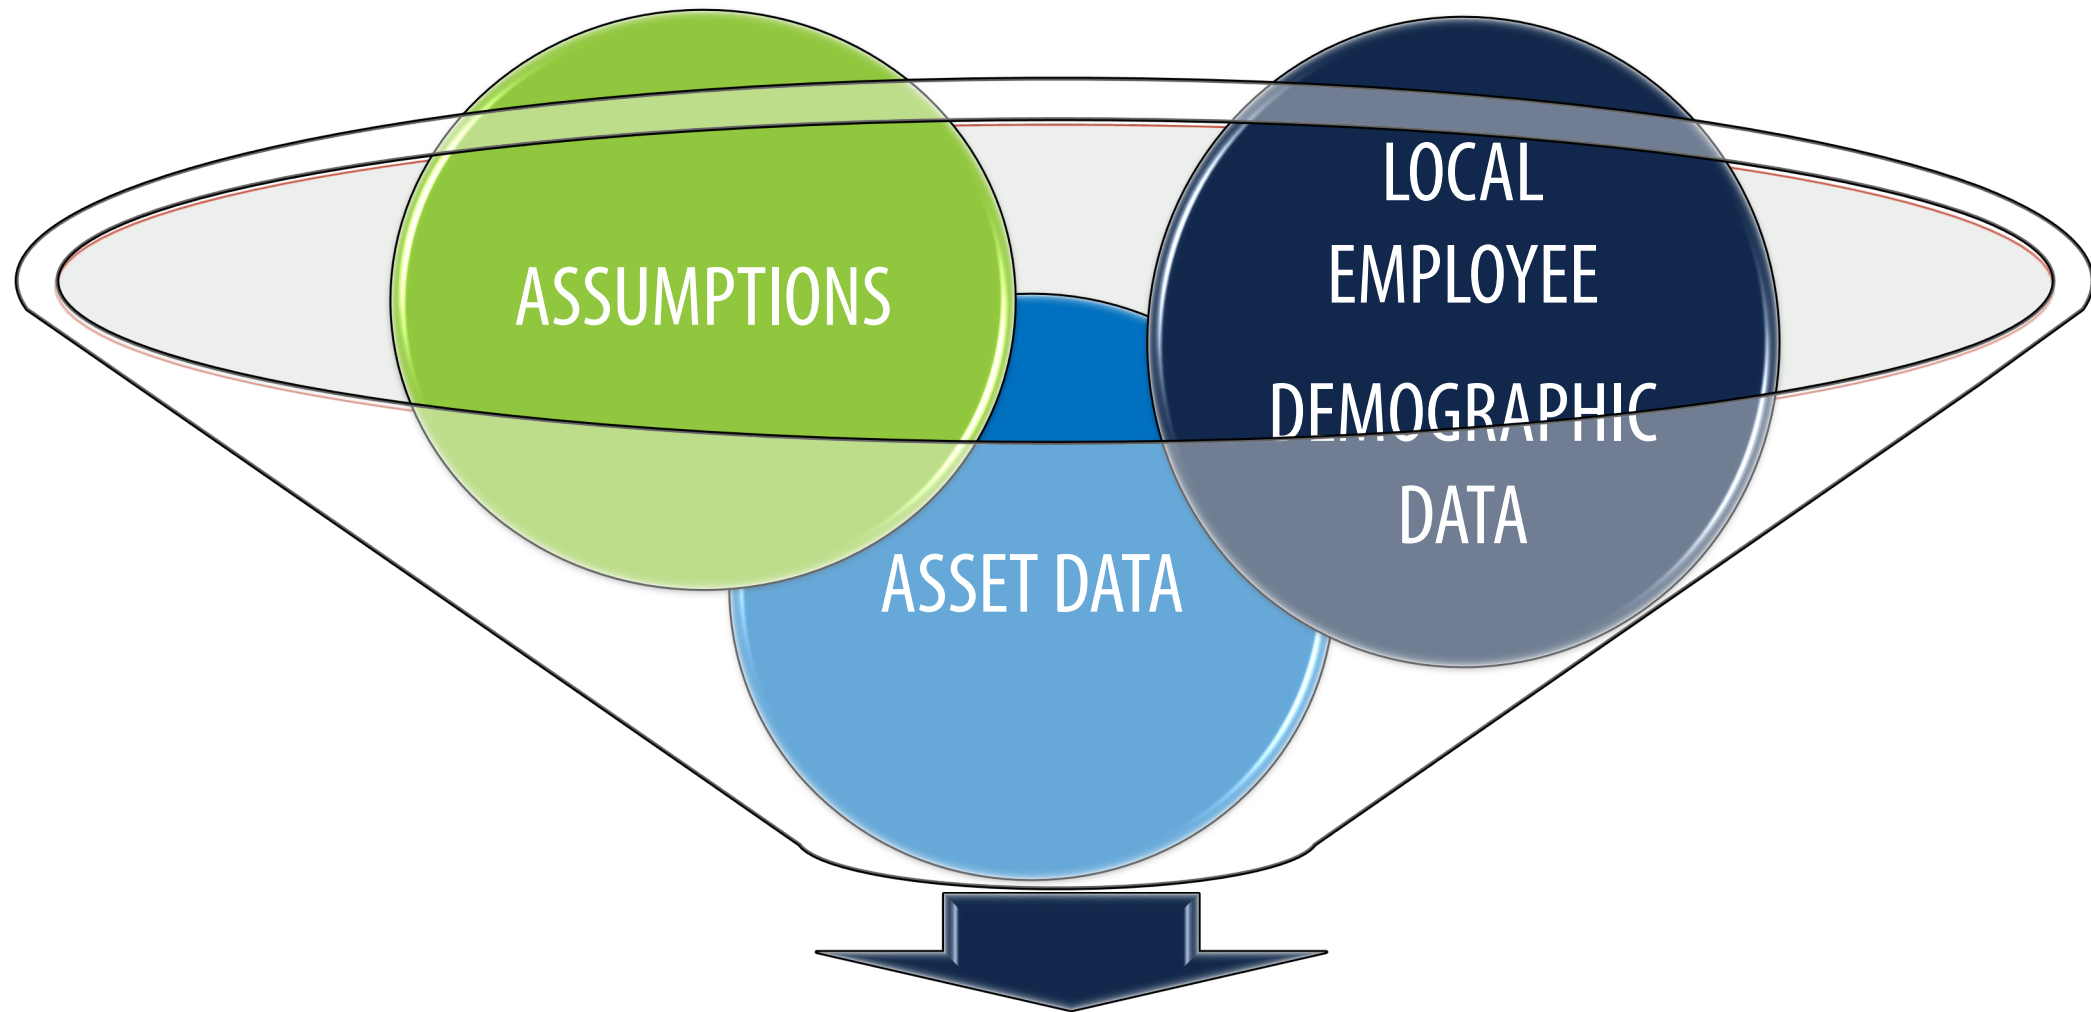 ASSUMPTIONS
LOCAL
EMPLOYEE
DEMOGRAPHIC
DATA
ASSET DATA